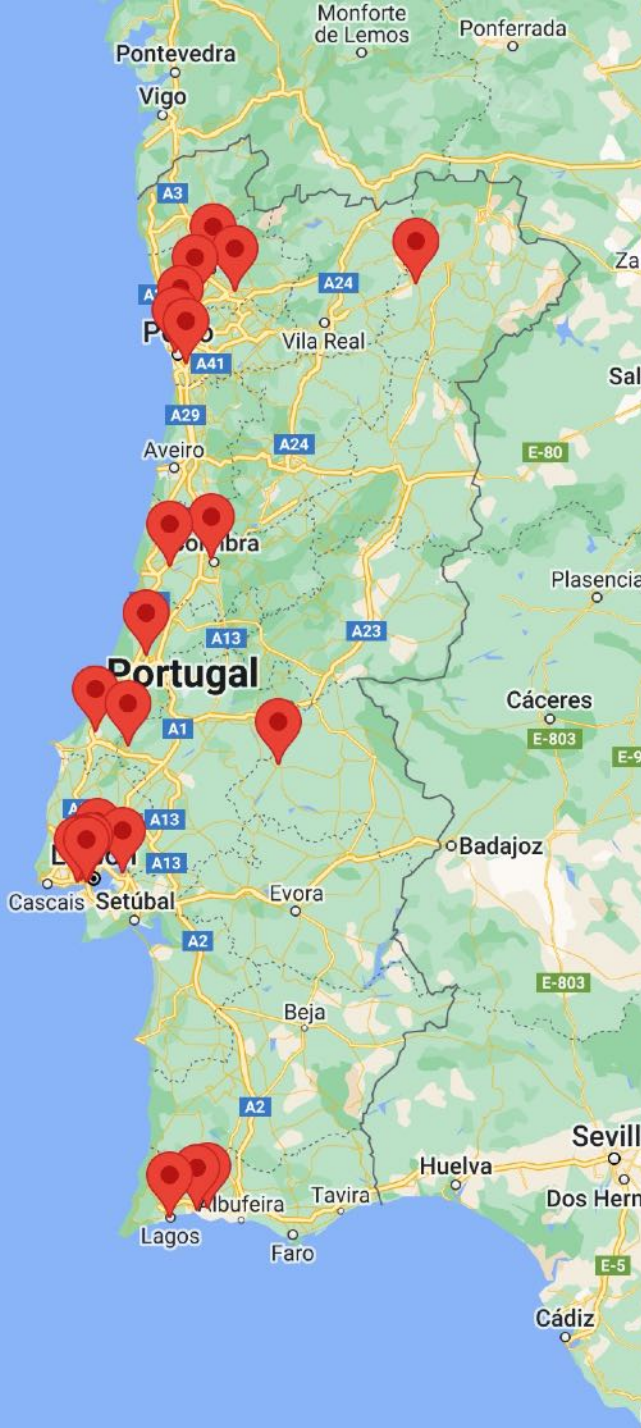 Monforte
de Lemos
Ponferrada
Pontevedra
Vigo
A3
Za
A24
Vila Real
A41
Sal
A29
A24
Aveiro
E-80
Plasencia
A13
A23
Portugal
Cáceres
A1
E-803
E-9
A13
A13
Badajoz
Cascais
Setúbal
Evora
A2
E-803
Beja
A2
Sevill
Huelva
Albufeira
Tavira
Dos Hern
Lagos
Faro
E-5
Cádiz